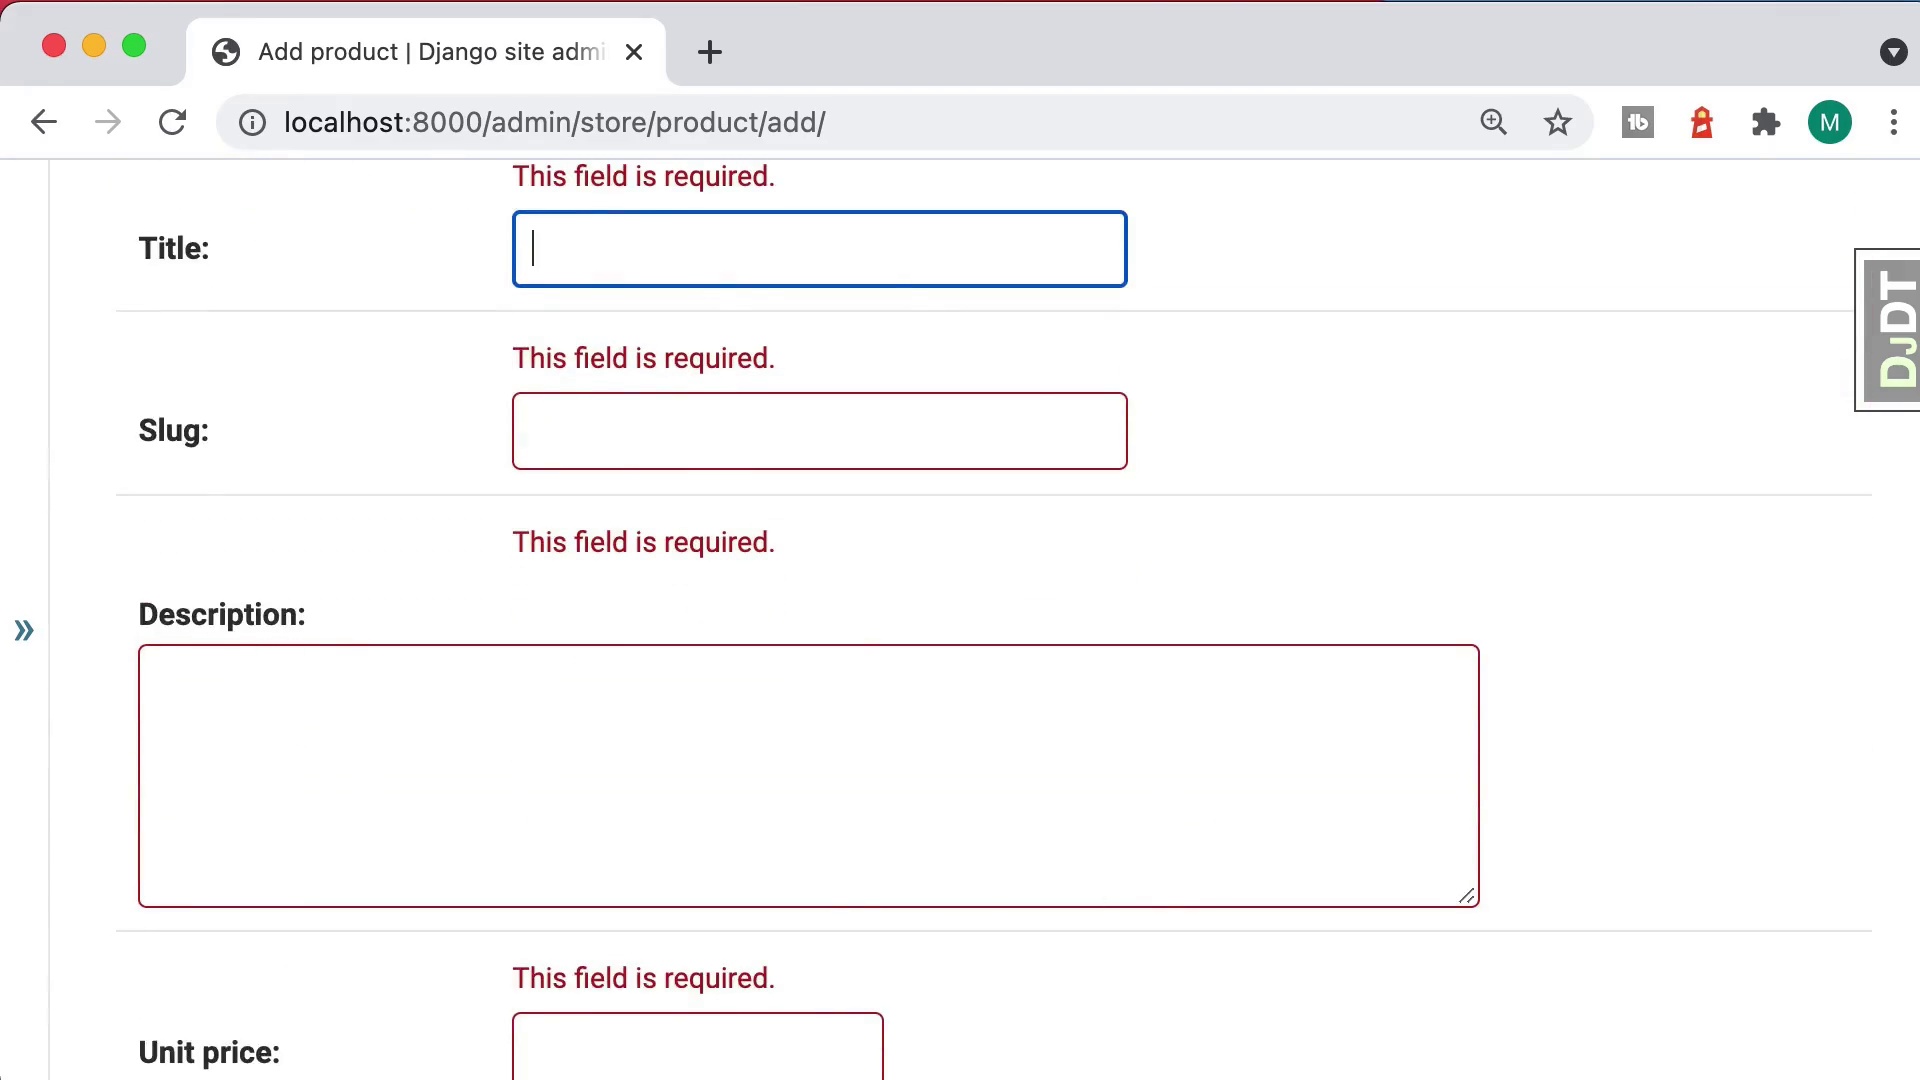 Add product | Django site admi
localhost:8000/admin/store/product/add/
M
This field is required.
Title:
DJDT
This field is required.
Slug:
This field is required.
Description:
»
This field is required.
Unit price: